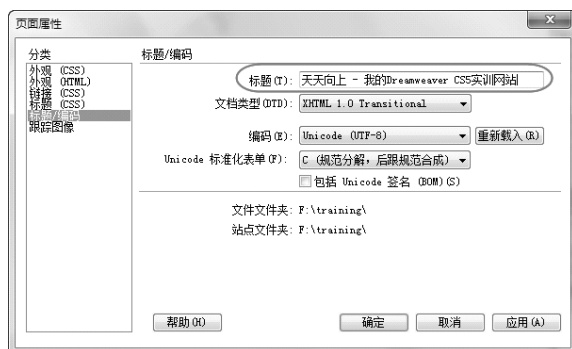 页面属性
分类
外观 (CSS)
外观 (HTML)
链接 (CSS)
标题 (CSS)
标题/编码
跟踪图像
标题/编码
标题(T): 天天向上 - 我的Dreamweaver CS5实训网站
文档类型(DTD): XHTML 1.0 Transitional
编码(E): Unicode (UTF-8) 重新载入(R)
Unicode 标准化表单(F): C (规范分解，后跟规范合成)
包括 Unicode 签名 (BOM)(S)
文件文件夹: F:\training\
站点文件夹: F:\training\
帮助(H) 确定 取消 应用(A)